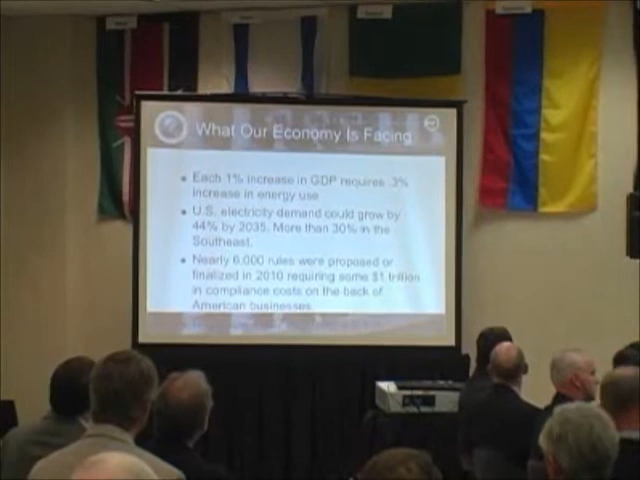 What Our Economy Is Facing
• Each 1% increase in GDP requires .3%
increase in energy use
• U.S. electricity demand could grow by
44% by 2035. More than 30% in the
Southeast.
• Nearly 6,000 rules were proposed or
finalized in 2010 requiring some $1 trillion
in compliance costs on the back of
American businesses.